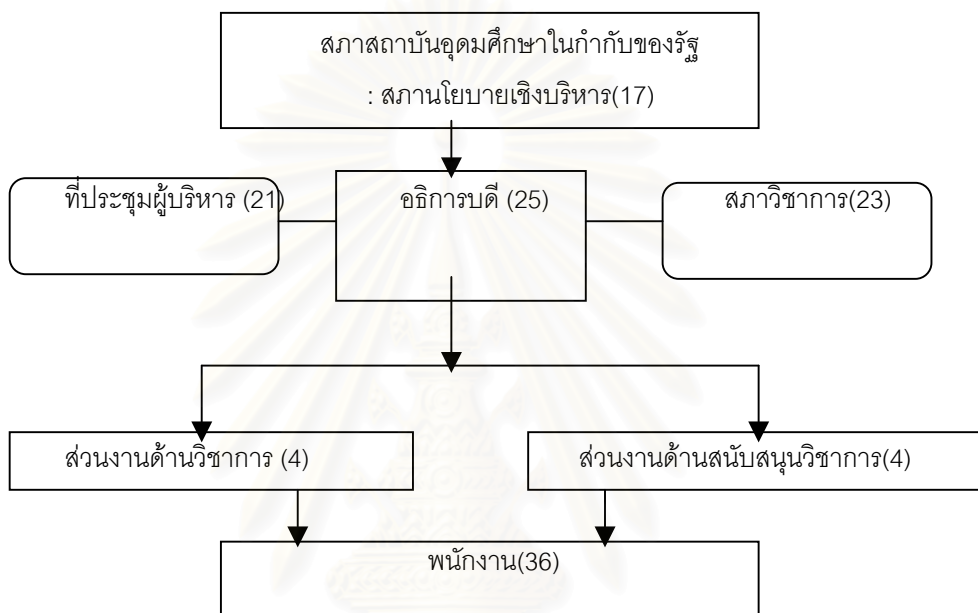 สภาสถาบันอุดมศึกษาในกำกับของรัฐ
: สภานโยบายเชิงบริหาร(17)
ที่ประชุมผู้บริหาร (21)
อธิการบดี (25)
สภาวิชาการ(23)
ส่วนงานด้านวิชาการ (4)
ส่วนงานด้านสนับสนุนวิชาการ(4)
พนักงาน(36)